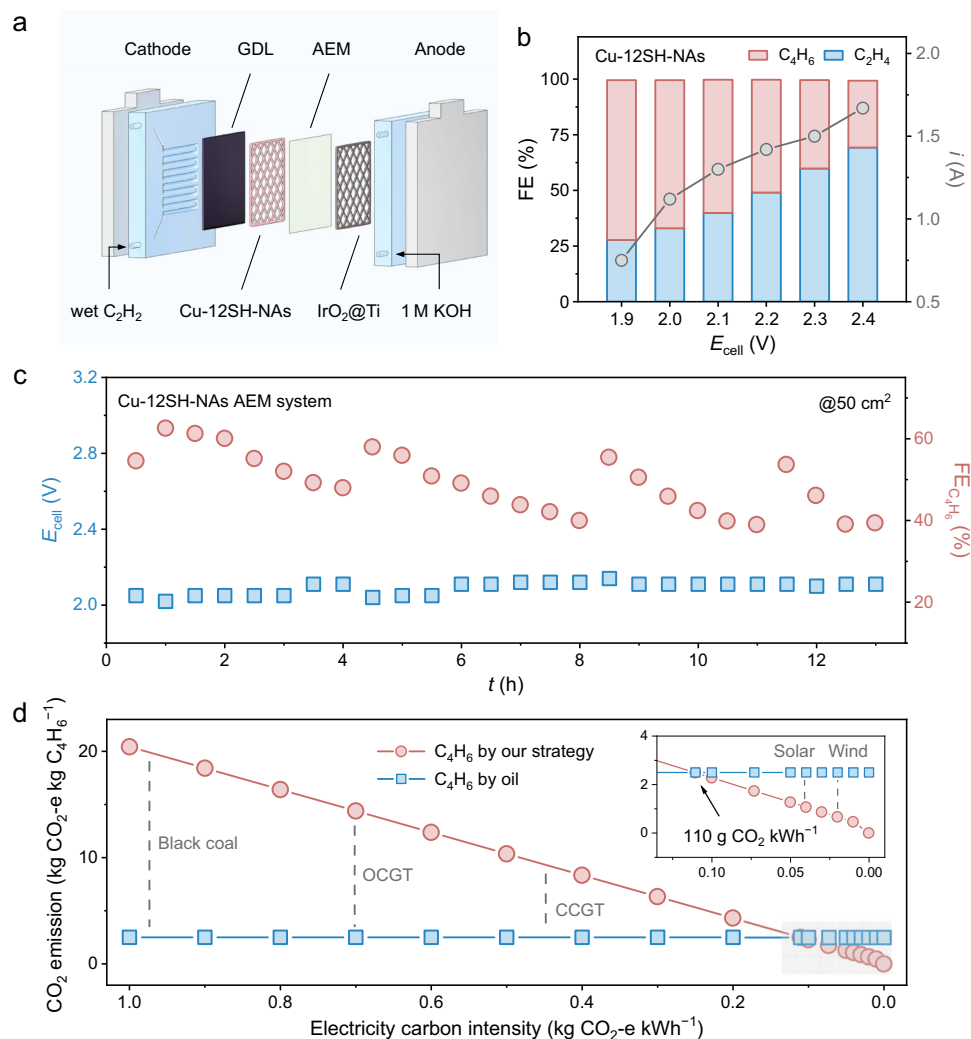 a
Cathode GDL AEM Anode
wet C₂H₂ Cu-12SH-NAs IrO₂@Ti 1 M KOH
b
Cu-12SH-NAs C₄H₆ C₂H₄
FE (%)
100
75
50
25
0
i (A)
2.0
1.5
1.0
0.5
1.9 2.0 2.1 2.2 2.3 2.4
E_cell (V)
c
Cu-12SH-NAs AEM system @50 cm²
E_cell (V)
3.2
2.8
2.4
2.0
FE_C₄H₆ (%)
60
40
20
0 2 4 6 8 10 12
t (h)
d
CO₂ emission (kg CO₂-e kg C₄H₆⁻¹)
20
10
0
C₄H₆ by our strategy
C₄H₆ by oil
Black coal
OCGT
CCGT
4
2
0
Solar Wind
110 g CO₂ kWh⁻¹
0.10 0.05 0.00
1.0 0.8 0.6 0.4 0.2 0.0
Electricity carbon intensity (kg CO₂-e kWh⁻¹)